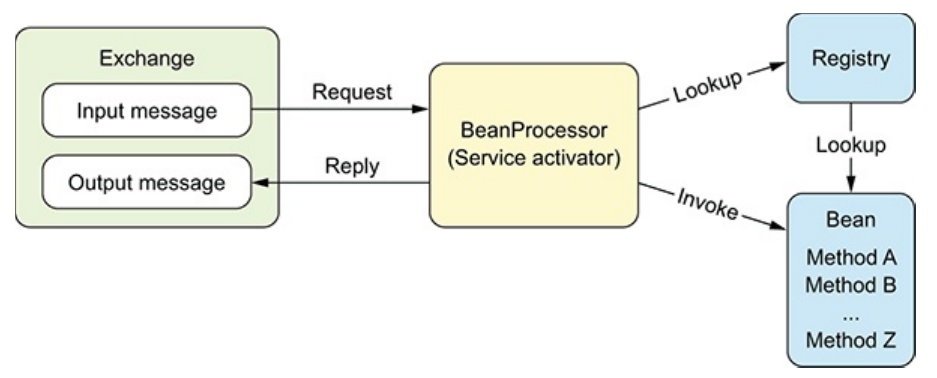 Exchange
Input message
Output message
Request
Reply
BeanProcessor
(Service activator)
Lookup
Invoke
Registry
Lookup
Bean
Method A
Method B
...
Method Z